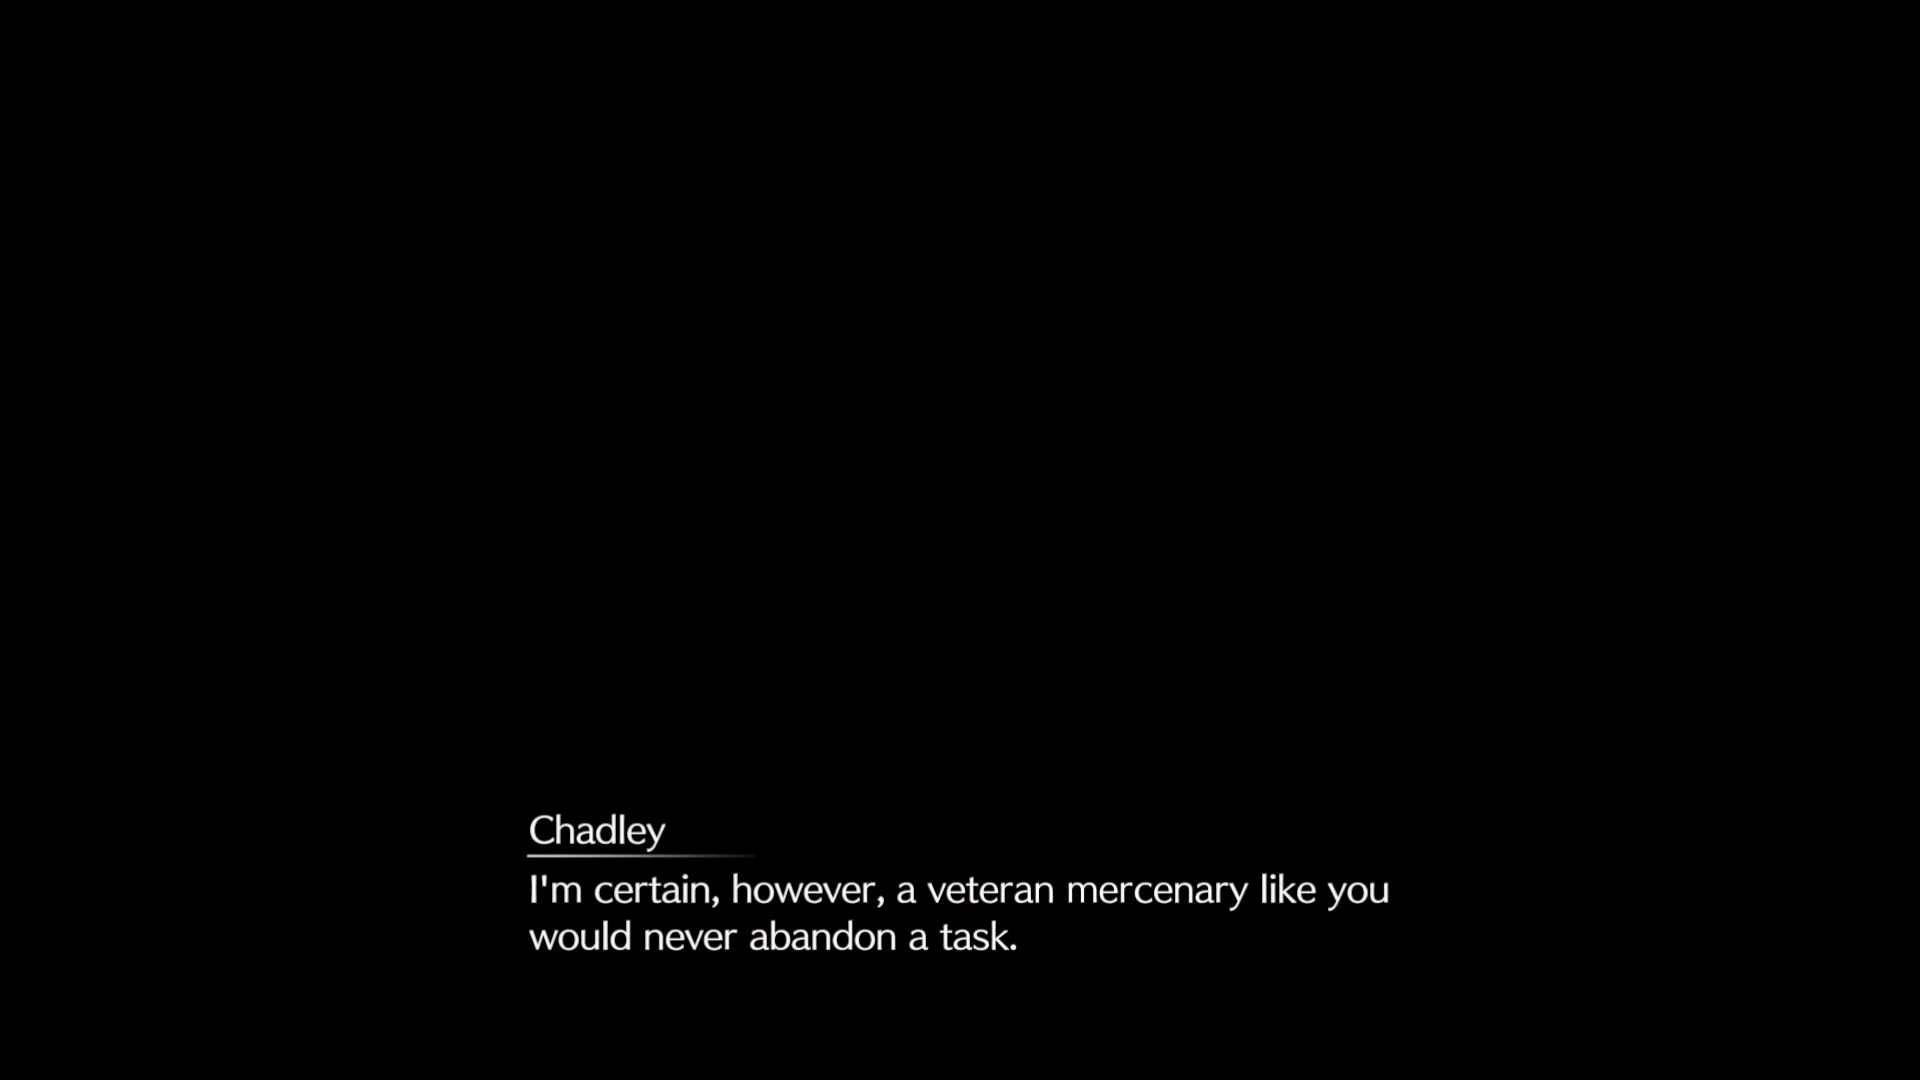 Chadley
I'm certain, however, a veteran mercenary like you
would never abandon a task.